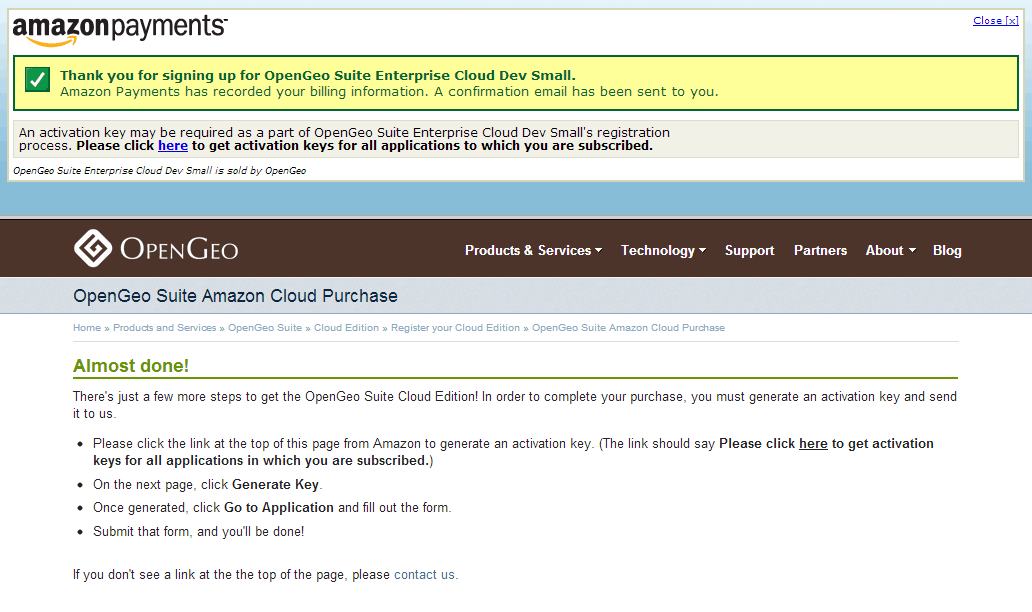 amazonpayments™
Close [x]
Thank you for signing up for OpenGeo Suite Enterprise Cloud Dev Small.
Amazon Payments has recorded your billing information. A confirmation email has been sent to you.
An activation key may be required as a part of OpenGeo Suite Enterprise Cloud Dev Small's registration
process. Please click here to get activation keys for all applications to which you are subscribed.
OpenGeo Suite Enterprise Cloud Dev Small is sold by OpenGeo
OPENGEO
Products & Services
Technology
Support
Partners
About
Blog
OpenGeo Suite Amazon Cloud Purchase
Home » Products and Services » OpenGeo Suite » Cloud Edition » Register your Cloud Edition » OpenGeo Suite Amazon Cloud Purchase
Almost done!
There's just a few more steps to get the OpenGeo Suite Cloud Edition! In order to complete your purchase, you must generate an activation key and send
it to us.
• Please click the link at the top of this page from Amazon to generate an activation key. (The link should say Please click here to get activation
keys for all applications in which you are subscribed.)
• On the next page, click Generate Key.
• Once generated, click Go to Application and fill out the form.
• Submit that form, and you'll be done!
If you don't see a link at the the top of the page, please contact us.